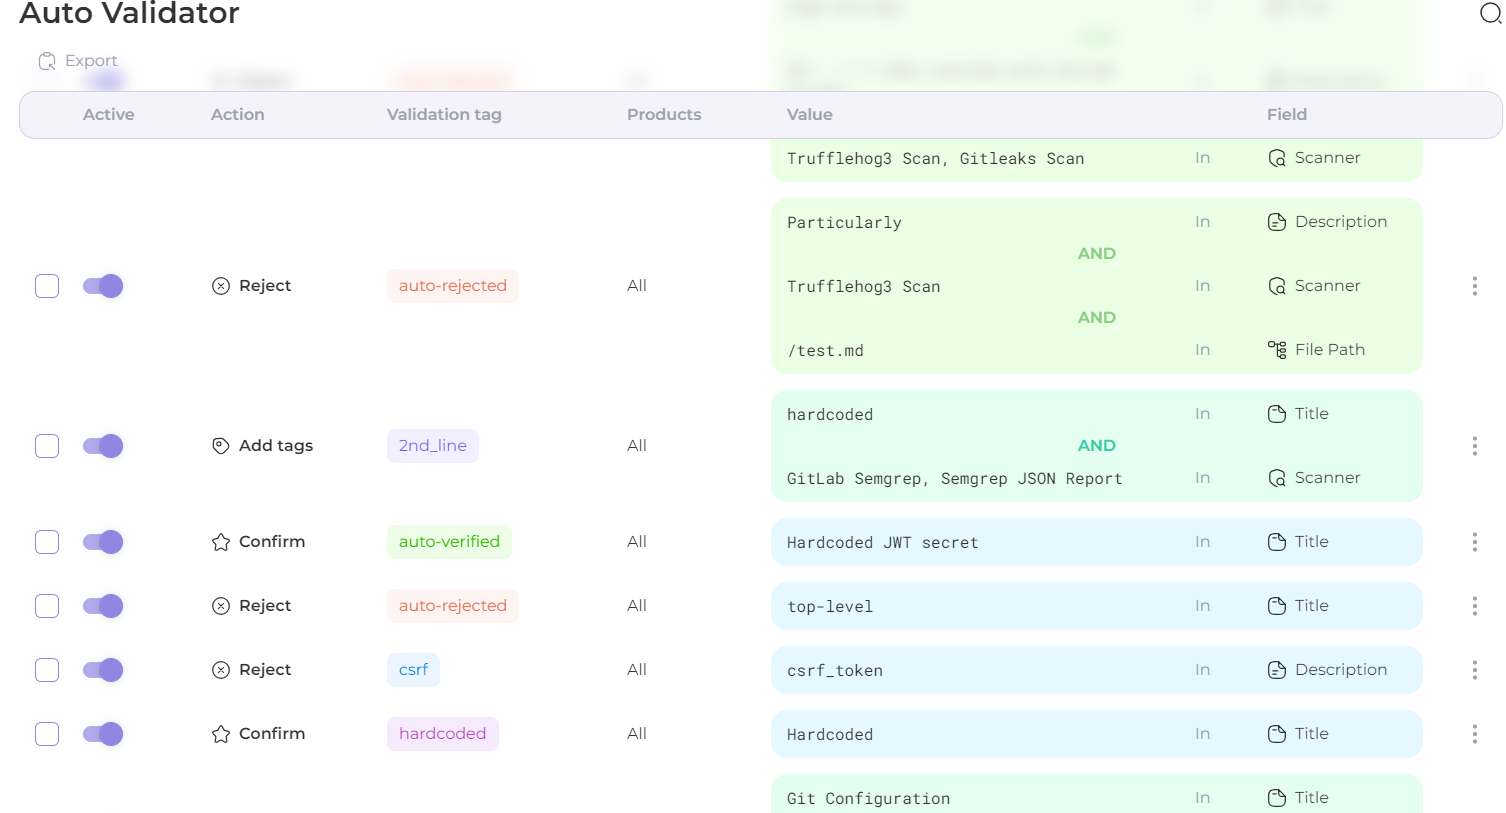 Auto Validator
Export
Active Action Validation tag Products Value Field
Trufflehog3 Scan, Gitleaks Scan In Scanner
Particularly In Description
AND
Reject auto-rejected All Trufflehog3 Scan In Scanner
AND
/test.md In File Path
hardcoded In Title
Add tags 2nd_line All AND
GitLab Semgrep, Semgrep JSON Report In Scanner
Confirm auto-verified All Hardcoded JWT secret In Title
Reject auto-rejected All top-level In Title
Reject csrf All csrf_token In Description
Confirm hardcoded All Hardcoded In Title
Git Configuration In Title